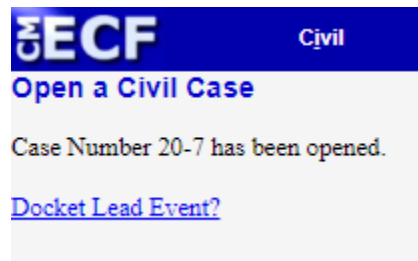 CM ECF Civil
Open a Civil Case
Case Number 20-7 has been opened.
Docket Lead Event?